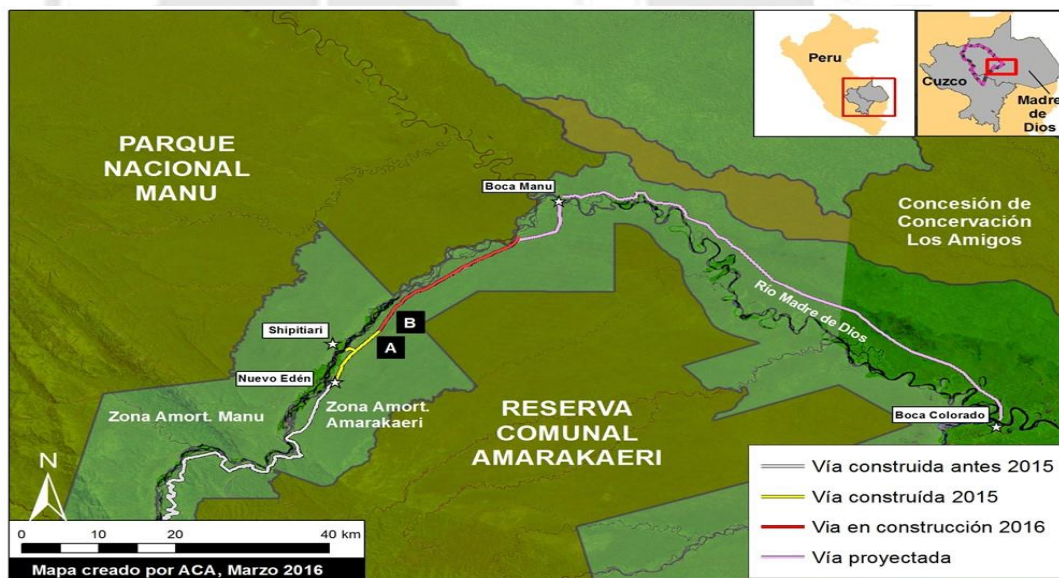 Peru
Cuzco
Madre
de
Dios
PARQUE
NACIONAL
MANU
Boca Manu
Concesión de
Concervación
Los Amigos
Río Madre de Dios
Shipitiari
B
A
Nuevo Edén
Zona Amort. Manu
Zona Amort.
Amarakaeri
RESERVA
COMUNAL
AMARAKAERI
Boca Colorado
N
0 10 20 40 km
Mapa creado por ACA, Marzo 2016
Vía construida antes 2015
Vía construída 2015
Via en construcción 2016
Vía proyectada